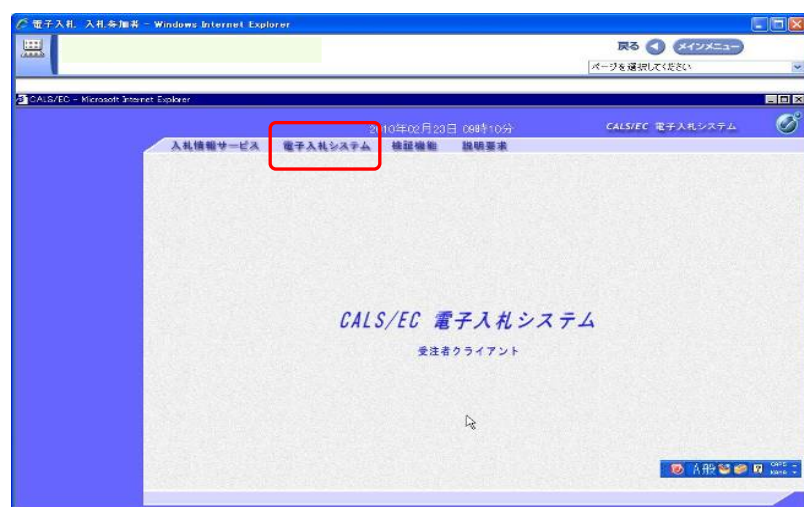 電子入札 入札参加者 - Windows Internet Explorer
戻る メインメニュー
ページを選択してください
CALS/EC - Microsoft Internet Explorer
2010年02月23日 09時10分 CALS/EC 電子入札システム
入札情報サービス 電子入札システム 検証機能 説明要求
CALS/EC 電子入札システム
受注者クライアント
A 般 CAPS
KANA